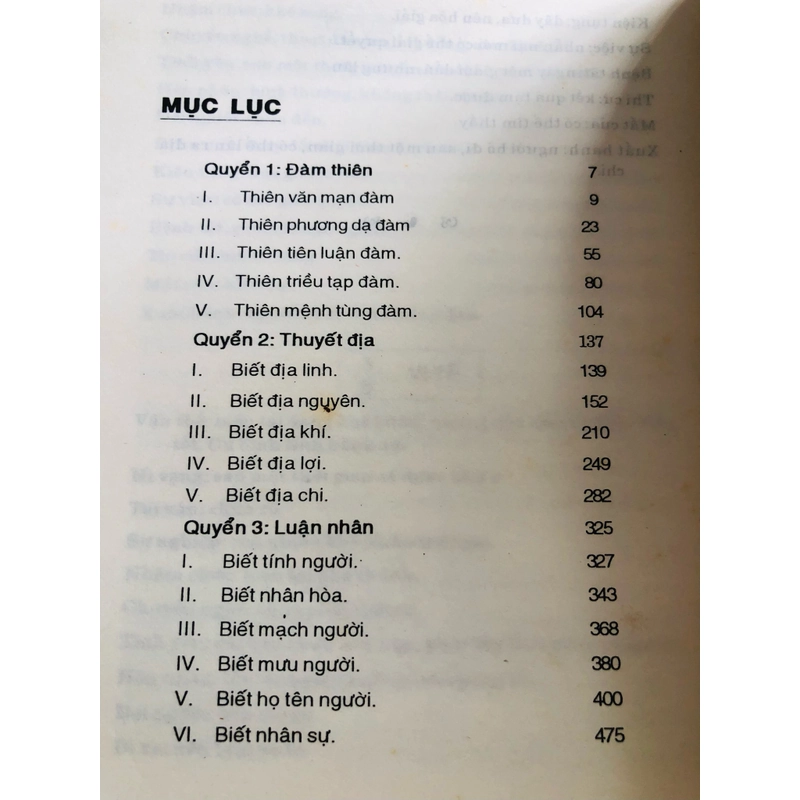 MỤC LỤC
Quyển 1: Đàm thiên 7
I. Thiên văn mạn đàm 9
II. Thiên phương dạ đàm 23
III. Thiên tiên luận đàm. 55
IV. Thiên triều tạp đàm. 80
V. Thiên mệnh tùng đàm. 104
Quyển 2: Thuyết địa 137
I. Biết địa linh. 139
II. Biết địa nguyên. 152
III. Biết địa khí. 210
IV. Biết địa lợi. 249
V. Biết địa chi. 282
Quyển 3: Luận nhân 325
I. Biết tính người. 327
II. Biết nhân hòa. 343
III. Biết mạch người. 368
IV. Biết mưu người. 380
V. Biết họ tên người. 400
VI. Biết nhân sự. 475